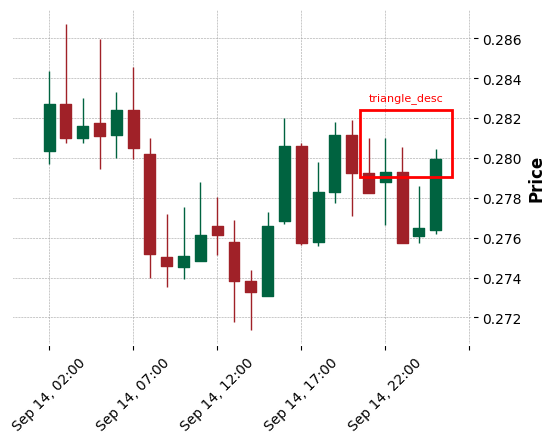 0.286
0.284
triangle_desc
0.282
0.280
Price
0.278
0.276
0.274
0.272
Sep 14, 02:00
Sep 14, 07:00
Sep 14, 12:00
Sep 14, 17:00
Sep 14, 22:00